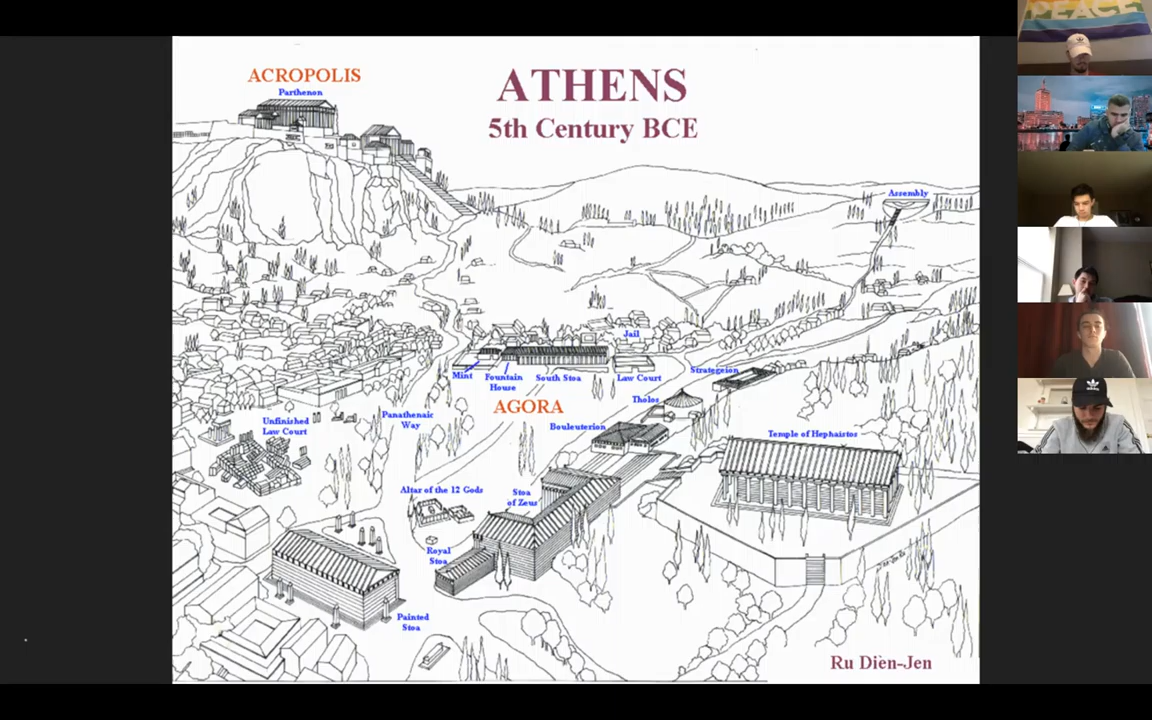 PEACE
ACROPOLIS
Parthenon
ATHENS
5th Century BCE
Assembly
Jail
Mint
Fountain
House
South Stoa
Law Court
Strategeion
Tholos
AGORA
Panathenaic
Way
Unfinished
Law Court
Bouleuterion
Temple of Hephaistos
Altar of the 12 Gods
Stoa
of Zeus
Royal
Stoa
Painted
Stoa
Ru Dien-Jen
adidas